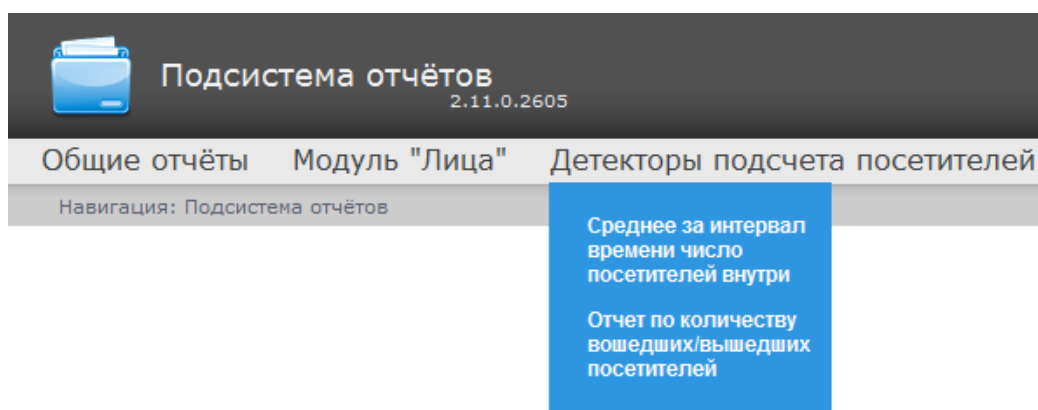 Подсистема отчётов
2.11.0.2605
Общие отчёты Модуль "Лица" Детекторы подсчета посетителей
Навигация: Подсистема отчётов
Среднее за интервал
времени число
посетителей внутри
Отчет по количеству
вошедших/вышедших
посетителей